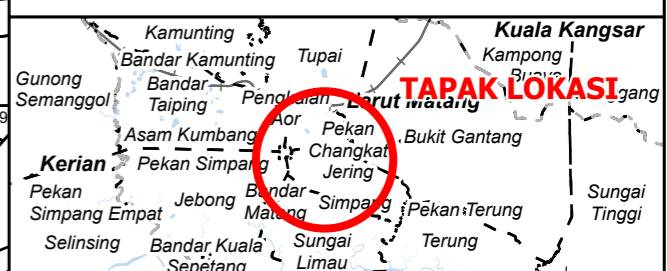 Kuala Kangsar
Kamunting
Tupai
Kampong
Buaya
Bandar Kamunting
Gunong
Semanggol
Bandar
Taiping
TAPAK LOKASI
Pengkalan
Aor
Larut Matang
Pekan
Changkat
Jering
Asam Kumbang
Bukit Gantang
Kerian
Pekan Simpang
Pekan
Simpang Empat
Jebong
Bandar
Matang
Simpang
Pekan Terung
Sungai
Tinggi
Selinsing
Bandar Kuala
Sepetang
Sungai
Limau
Terung